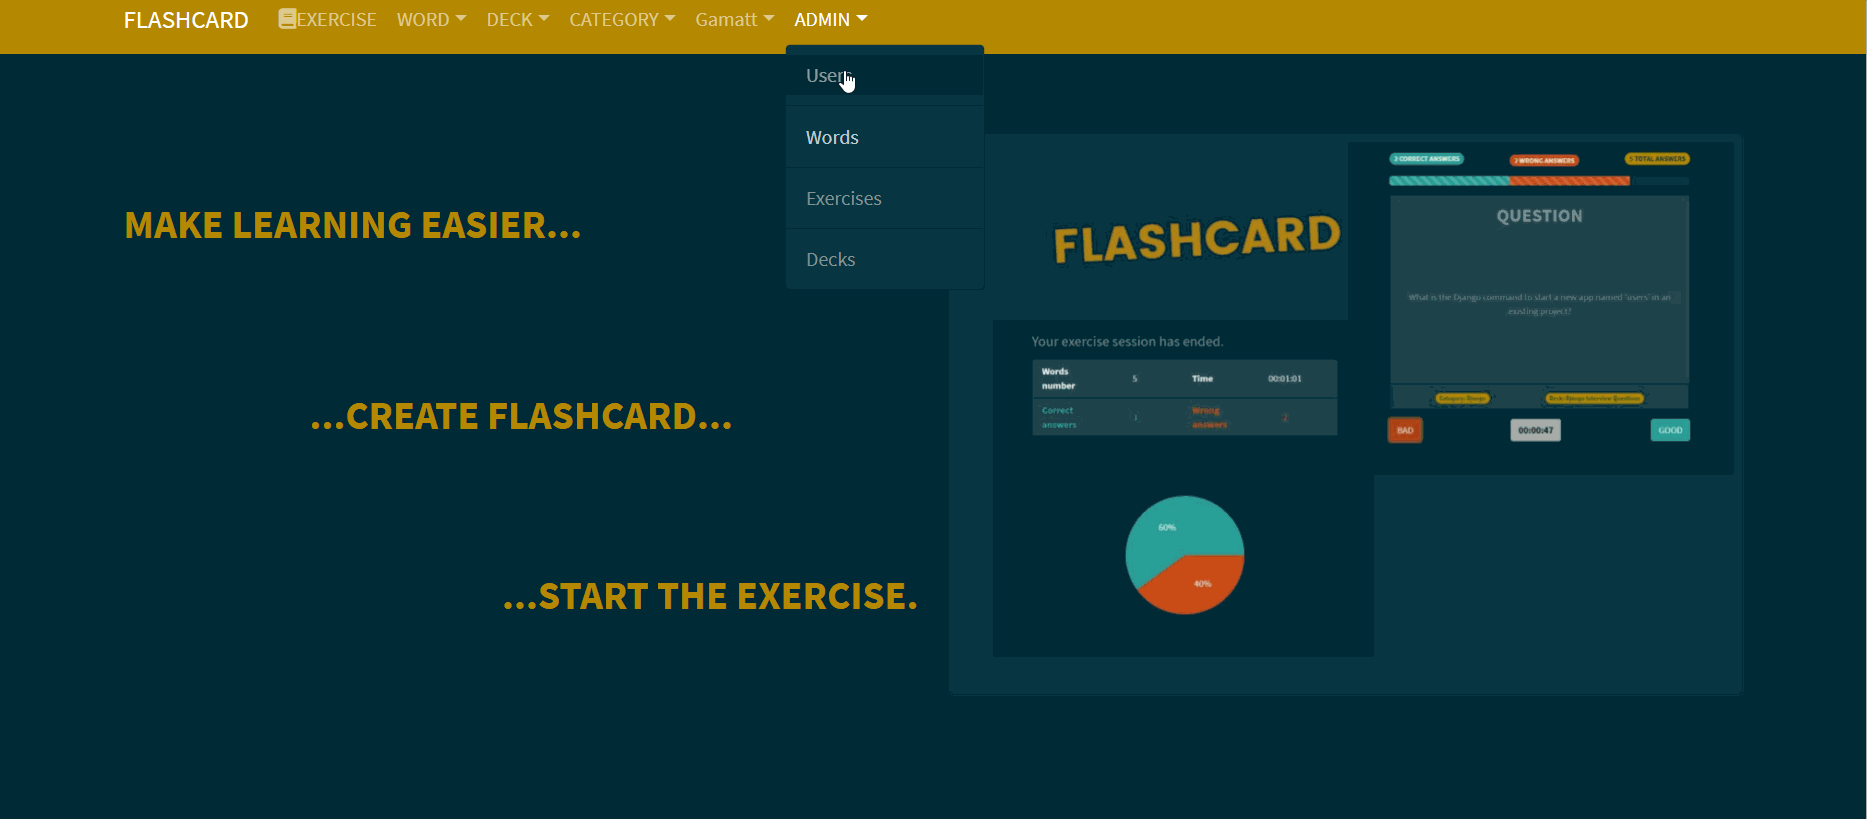 FLASHCARD EXERCISE WORD DECK CATEGORY Gamatt ADMIN
Users
Words
Exercises
Decks
MAKE LEARNING EASIER...
...CREATE FLASHCARD...
...START THE EXERCISE.
FLASHCARD
Your exercise session has ended.
Words number 5 Time 00:01:01
Correct answers 3 Wrong answers 2
60%
40%
3 CORRECT ANSWERS 2 WRONG ANSWERS 5 TOTAL ANSWERS
QUESTION
What is the Django command to start a new app named 'users' in an
existing project?
Category: Django Deck: Django Interview Questions
BAD 00:00:47 GOOD